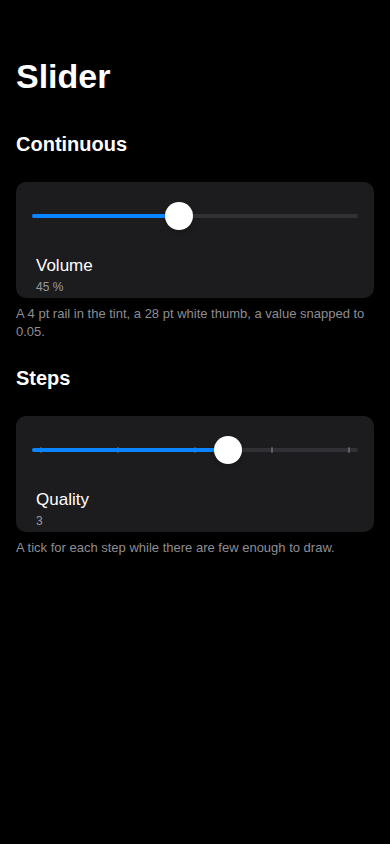 Slider
Continuous
Volume
45 %
A 4 pt rail in the tint, a 28 pt white thumb, a value snapped to
0.05.
Steps
Quality
3
A tick for each step while there are few enough to draw.